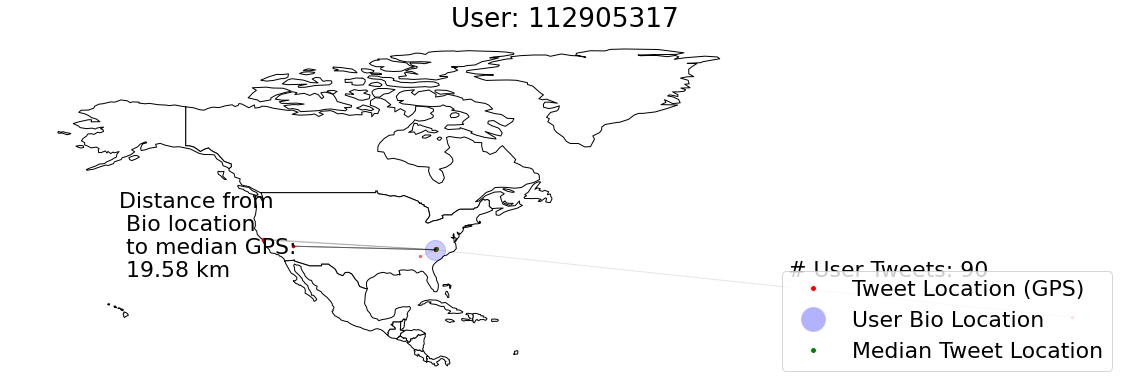 User: 112905317
Distance from
Bio location
to median GPS:
19.58 km
# User Tweets: 90
Tweet Location (GPS)
User Bio Location
Median Tweet Location